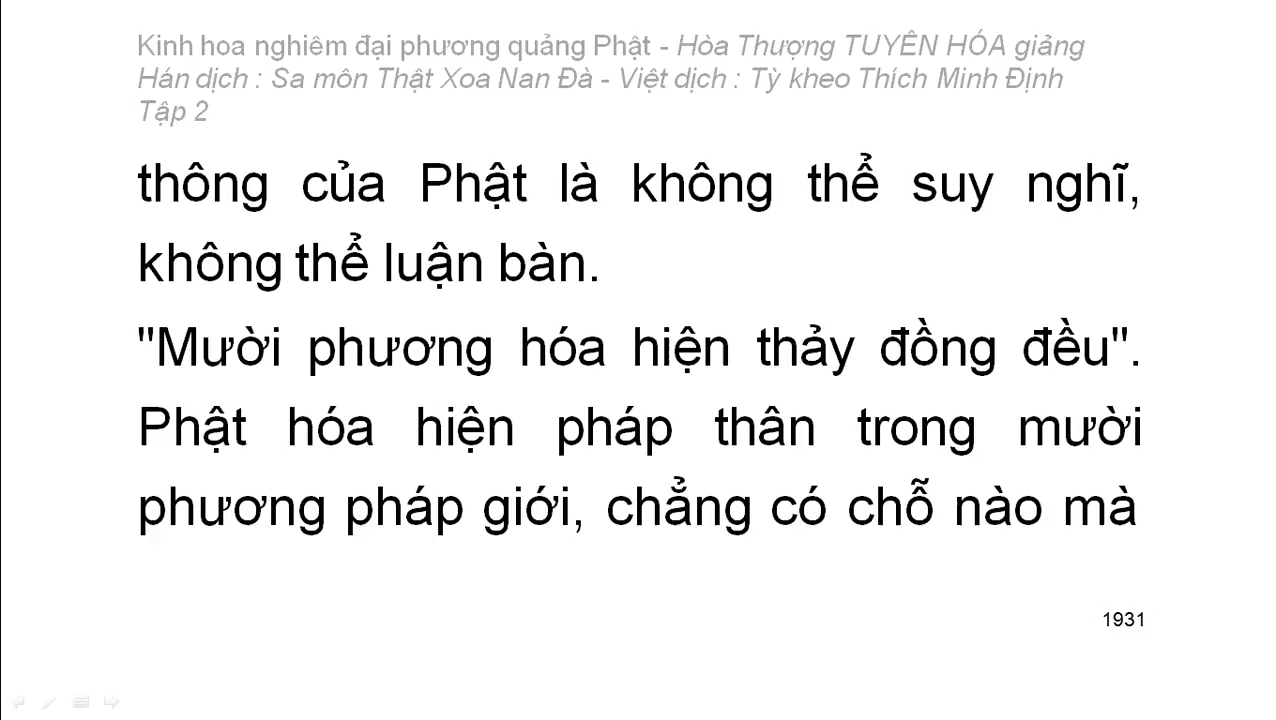 Kinh hoa nghiêm đại phương quảng Phật - Hòa Thượng TUYÊN HÓA giảng
Hán dịch : Sa môn Thật Xoa Nan Đà - Việt dịch : Tỳ kheo Thích Minh Định
Tập 2
thông của Phật là không thể suy nghĩ,
không thể luận bàn.
"Mười phương hóa hiện thảy đồng đều".
Phật hóa hiện pháp thân trong mười
phương pháp giới, chẳng có chỗ nào mà
1931